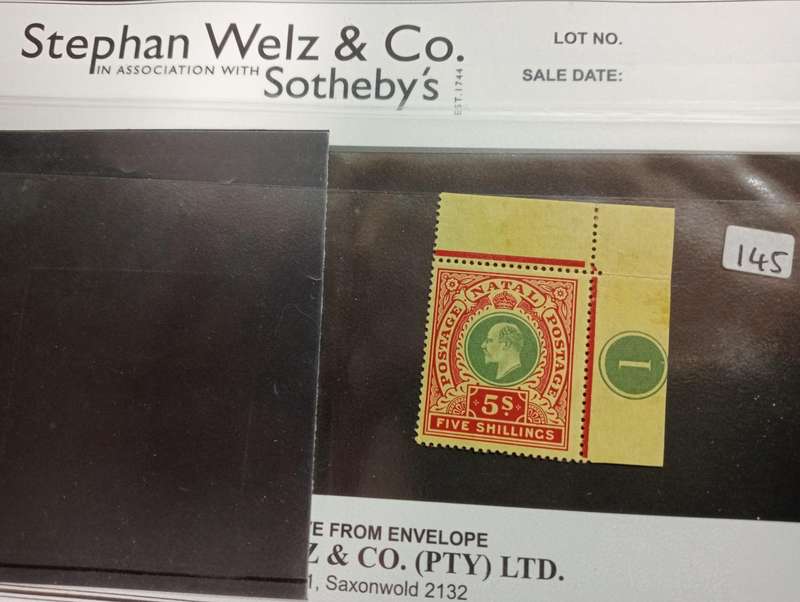 Stephan Welz & Co.
IN ASSOCIATION WITH Sotheby's
EST. 1744
LOT NO.
SALE DATE:
145
NATAL
POSTAGE POSTAGE
5S.
FIVE SHILLINGS
1
E FROM ENVELOPE
Z & CO. (PTY) LTD.
1, Saxonwold 2132